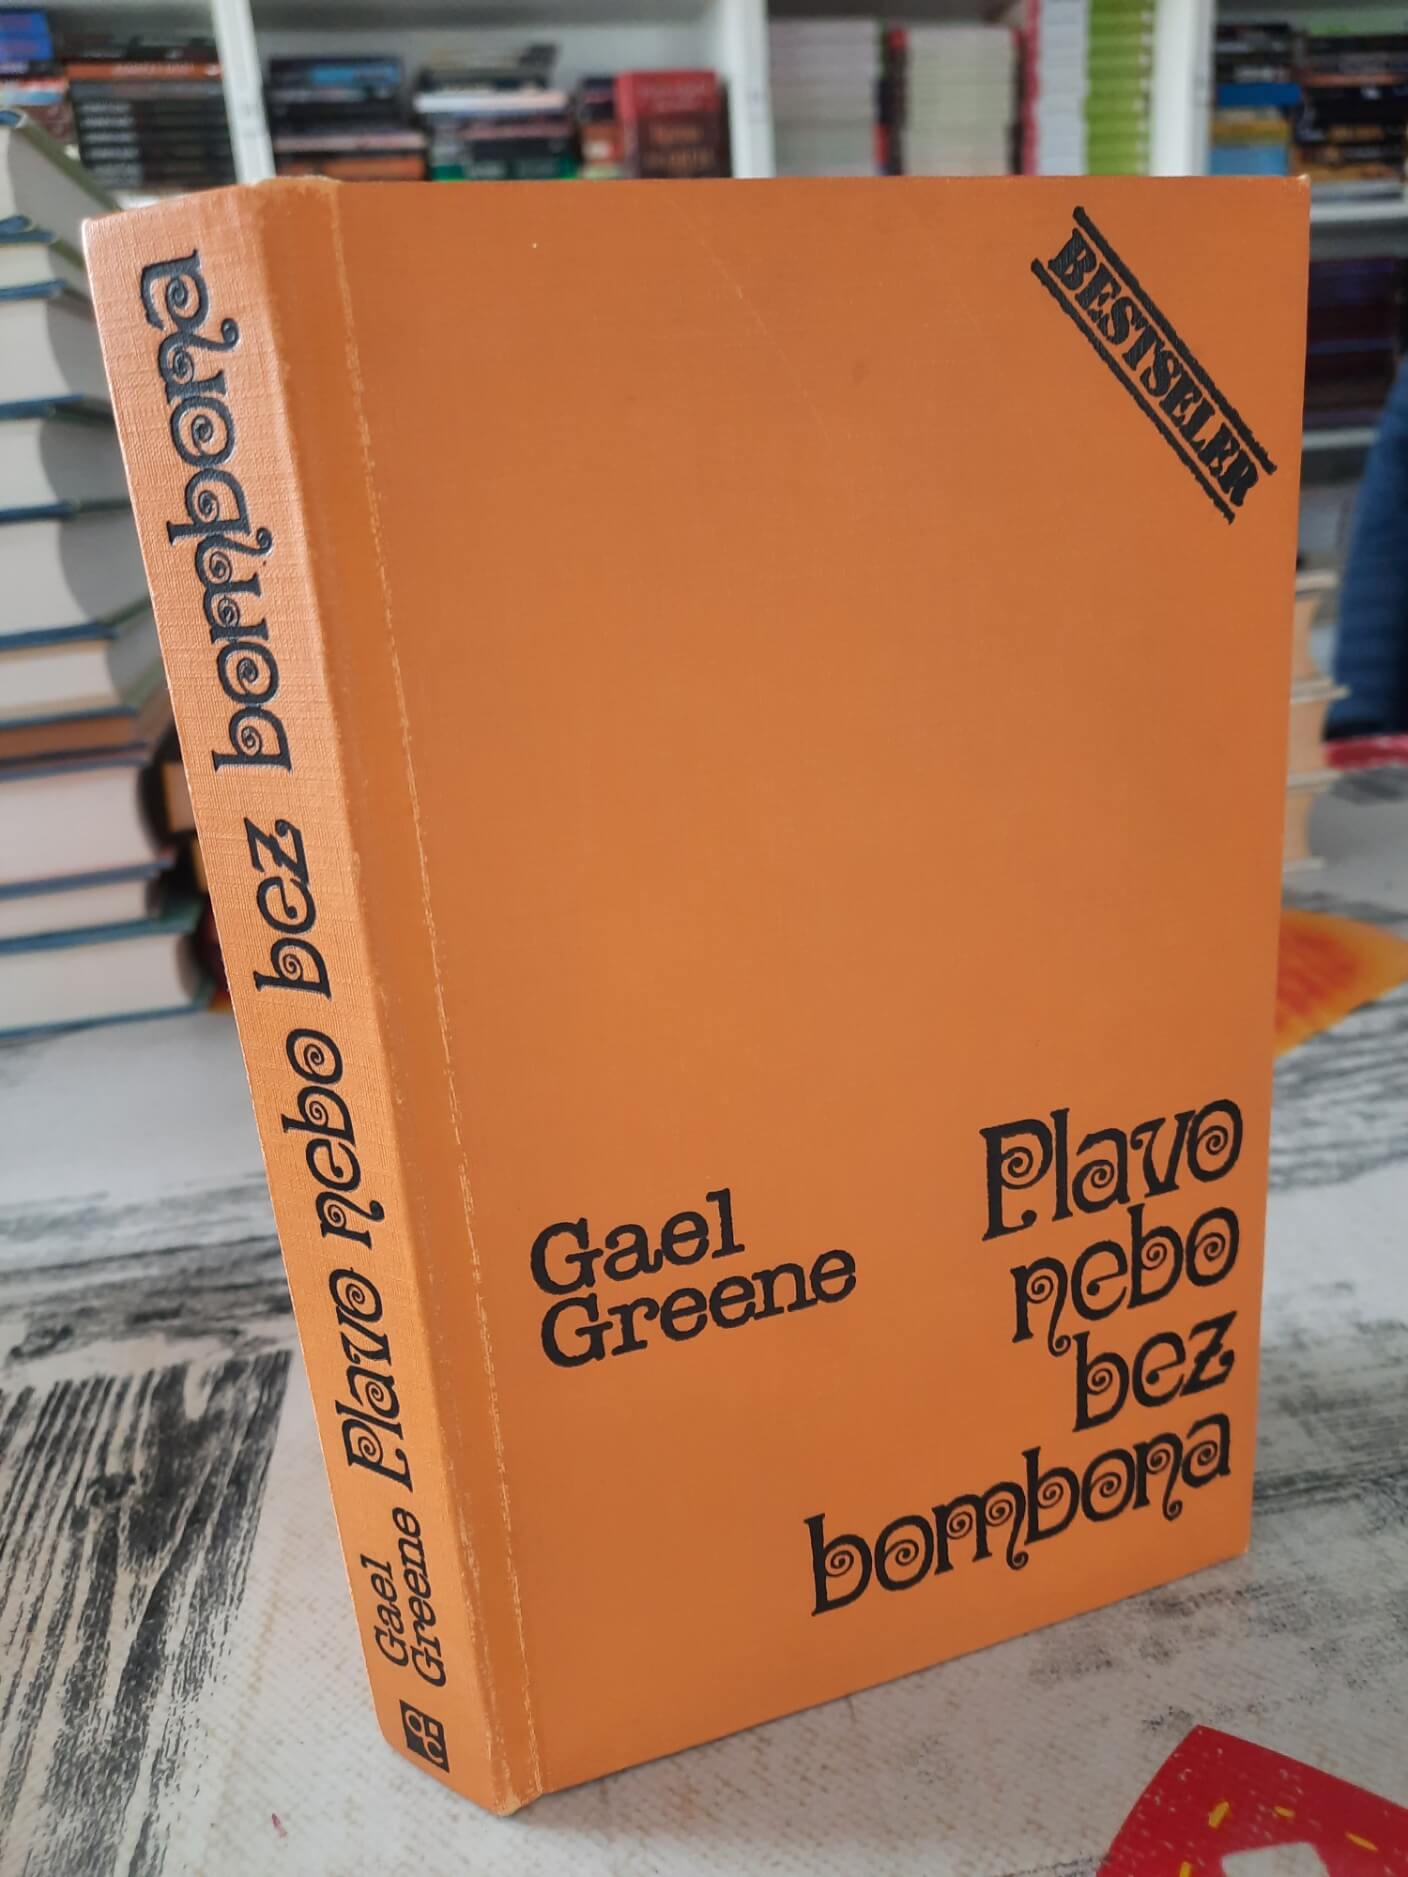 BESTSELER
Gael
Greene
Plavo
nebo
bez
bombona
Gael
Greene
Plavo nebo bez bombona